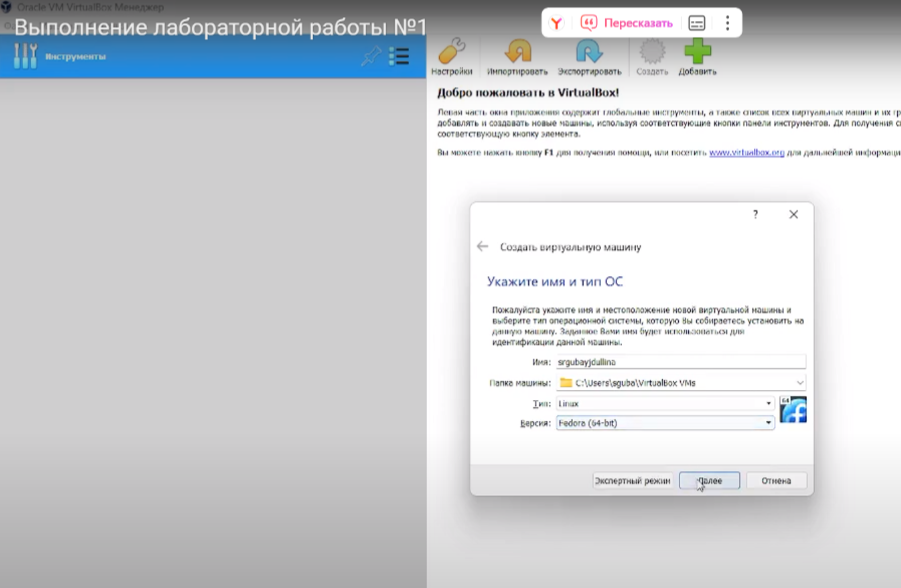 Oracle VM VirtualBox Менеджер
Выполнение лабораторной работы №1
Пересказать
Инструменты
Настройки Импортировать Экспортировать Создать Добавить
Добро пожаловать в VirtualBox!
Левая часть окна приложения содержит глобальные инструменты, а также список всех виртуальных машин и их гр
добавлять и создавать новые машины, используя соответствующие кнопки панели инструментов. Для получения с
соответствующую кнопку элемента.
Вы можете нажать кнопку F1 для получения помощи, или посетить www.virtualbox.org для дальнейшей информаци
? 
Создать виртуальную машину
Укажите имя и тип ОС
Пожалуйста укажите имя и местоположение новой виртуальной машины и
выберите тип операционной системы, которую Вы собираетесь установить на
данную машину. Заданное Вами имя будет использоваться для
идентификации данной машины.
Имя: srgubayjdullina
Папка машины: C:\Users\sguba\VirtualBox VMs
Тип: Linux
64
Версия: Fedora (64-bit)
Экспертный режим Далее Отмена